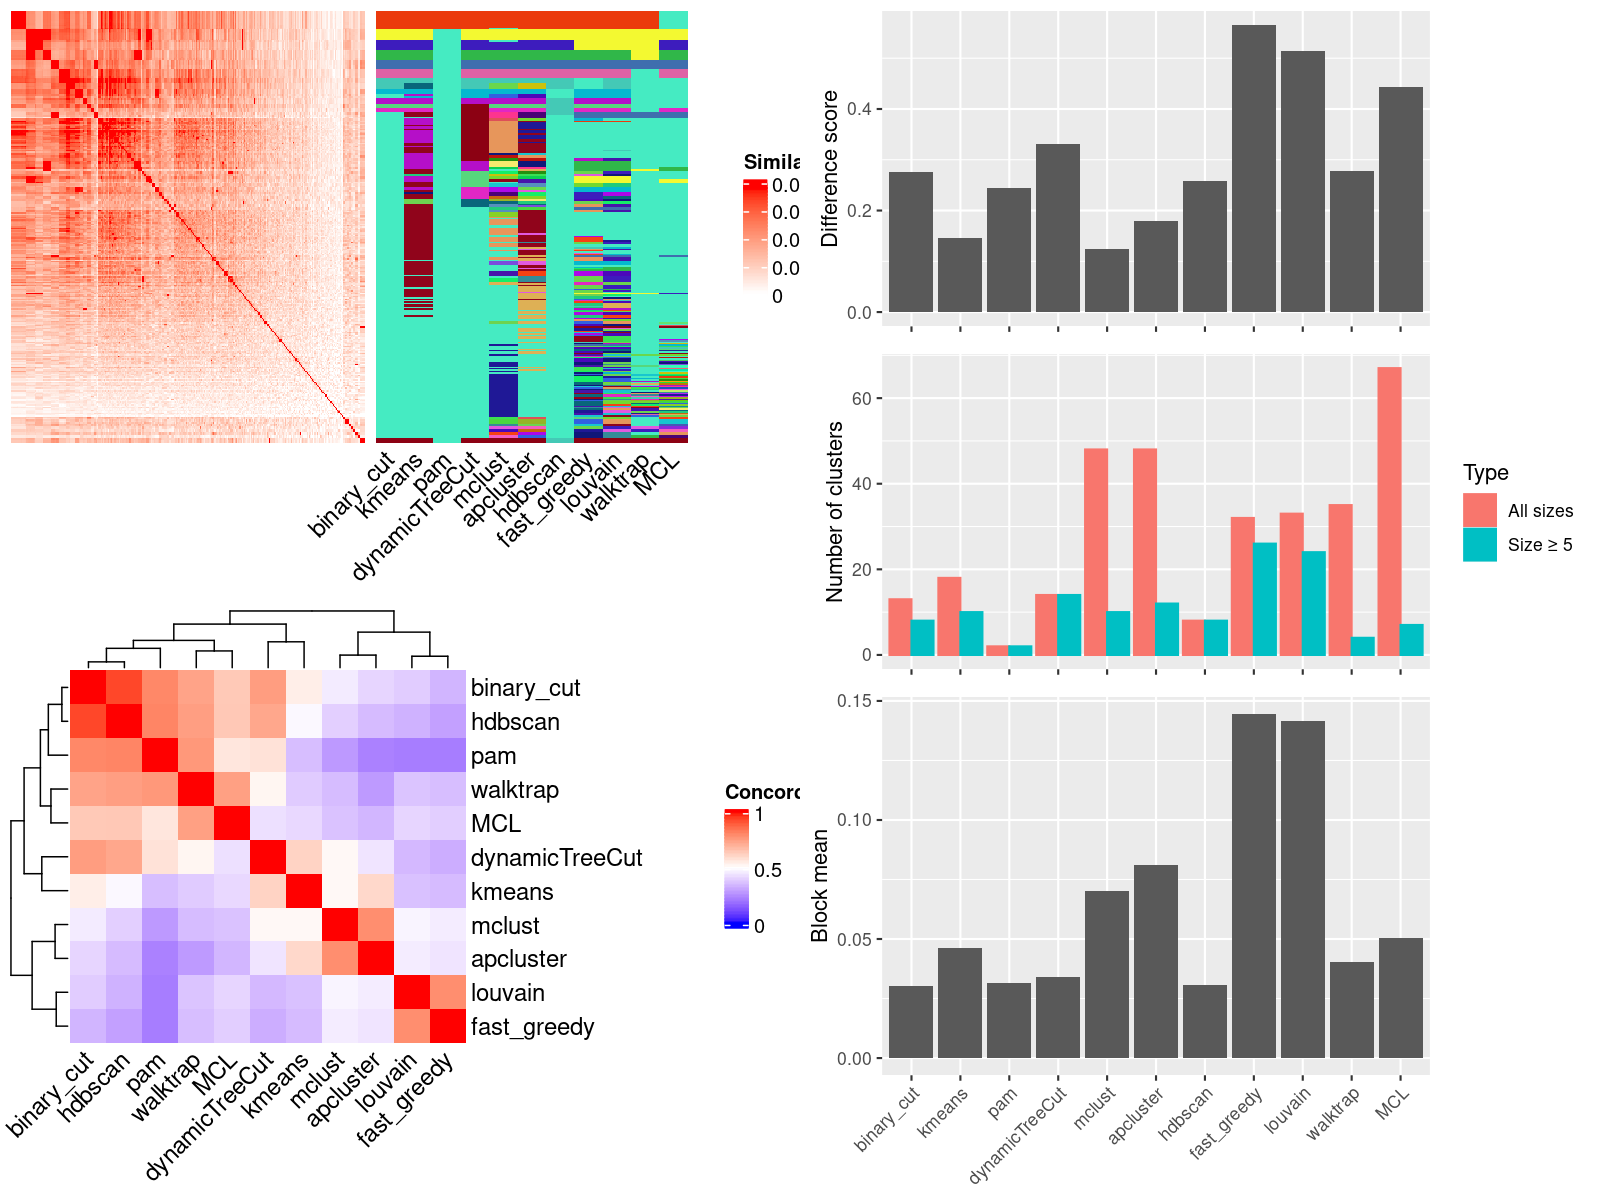 Simila
0.0
0.0
0.0
0.0
0
binary_cut
kmeans
pam
dynamicTreeCut
mclust
apcluster
hdbscan
fast_greedy
louvain
walktrap
MCL
binary_cut
hdbscan
pam
walktrap
MCL
dynamicTreeCut
kmeans
mclust
apcluster
louvain
fast_greedy
binary_cut
hdbscan
pam
walktrap
MCL
dynamicTreeCut
kmeans
mclust
apcluster
louvain
fast_greedy
Concord
1
0.5
0
Difference score
0.4
0.2
0.0
Number of clusters
60
40
20
0
Type
All sizes
Size ≥ 5
Block mean
0.15
0.10
0.05
0.00
binary_cut
kmeans
pam
dynamicTreeCut
mclust
apcluster
hdbscan
fast_greedy
louvain
walktrap
MCL